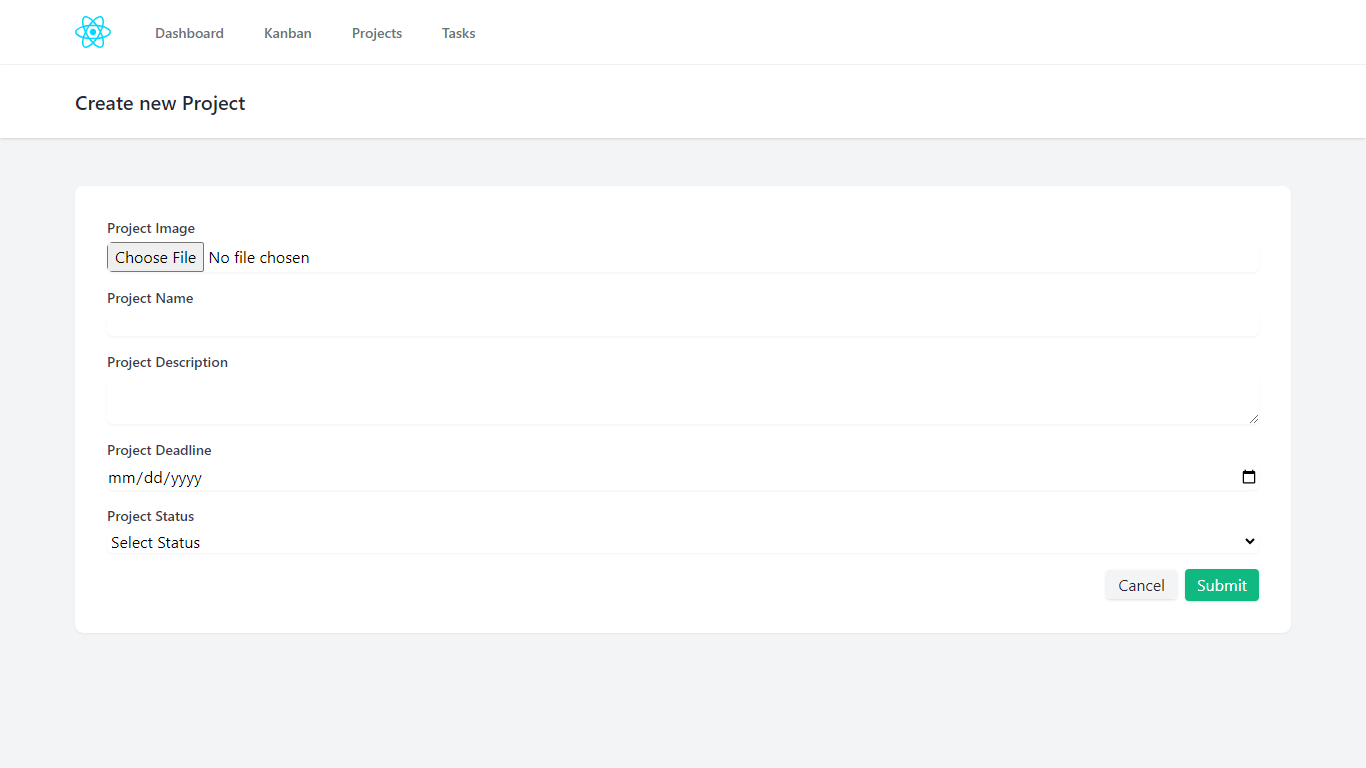 Dashboard Kanban Projects Tasks
Create new Project
Project Image
Choose File No file chosen
Project Name
Project Description
Project Deadline
mm/dd/yyyy
Project Status
Select Status
Cancel Submit